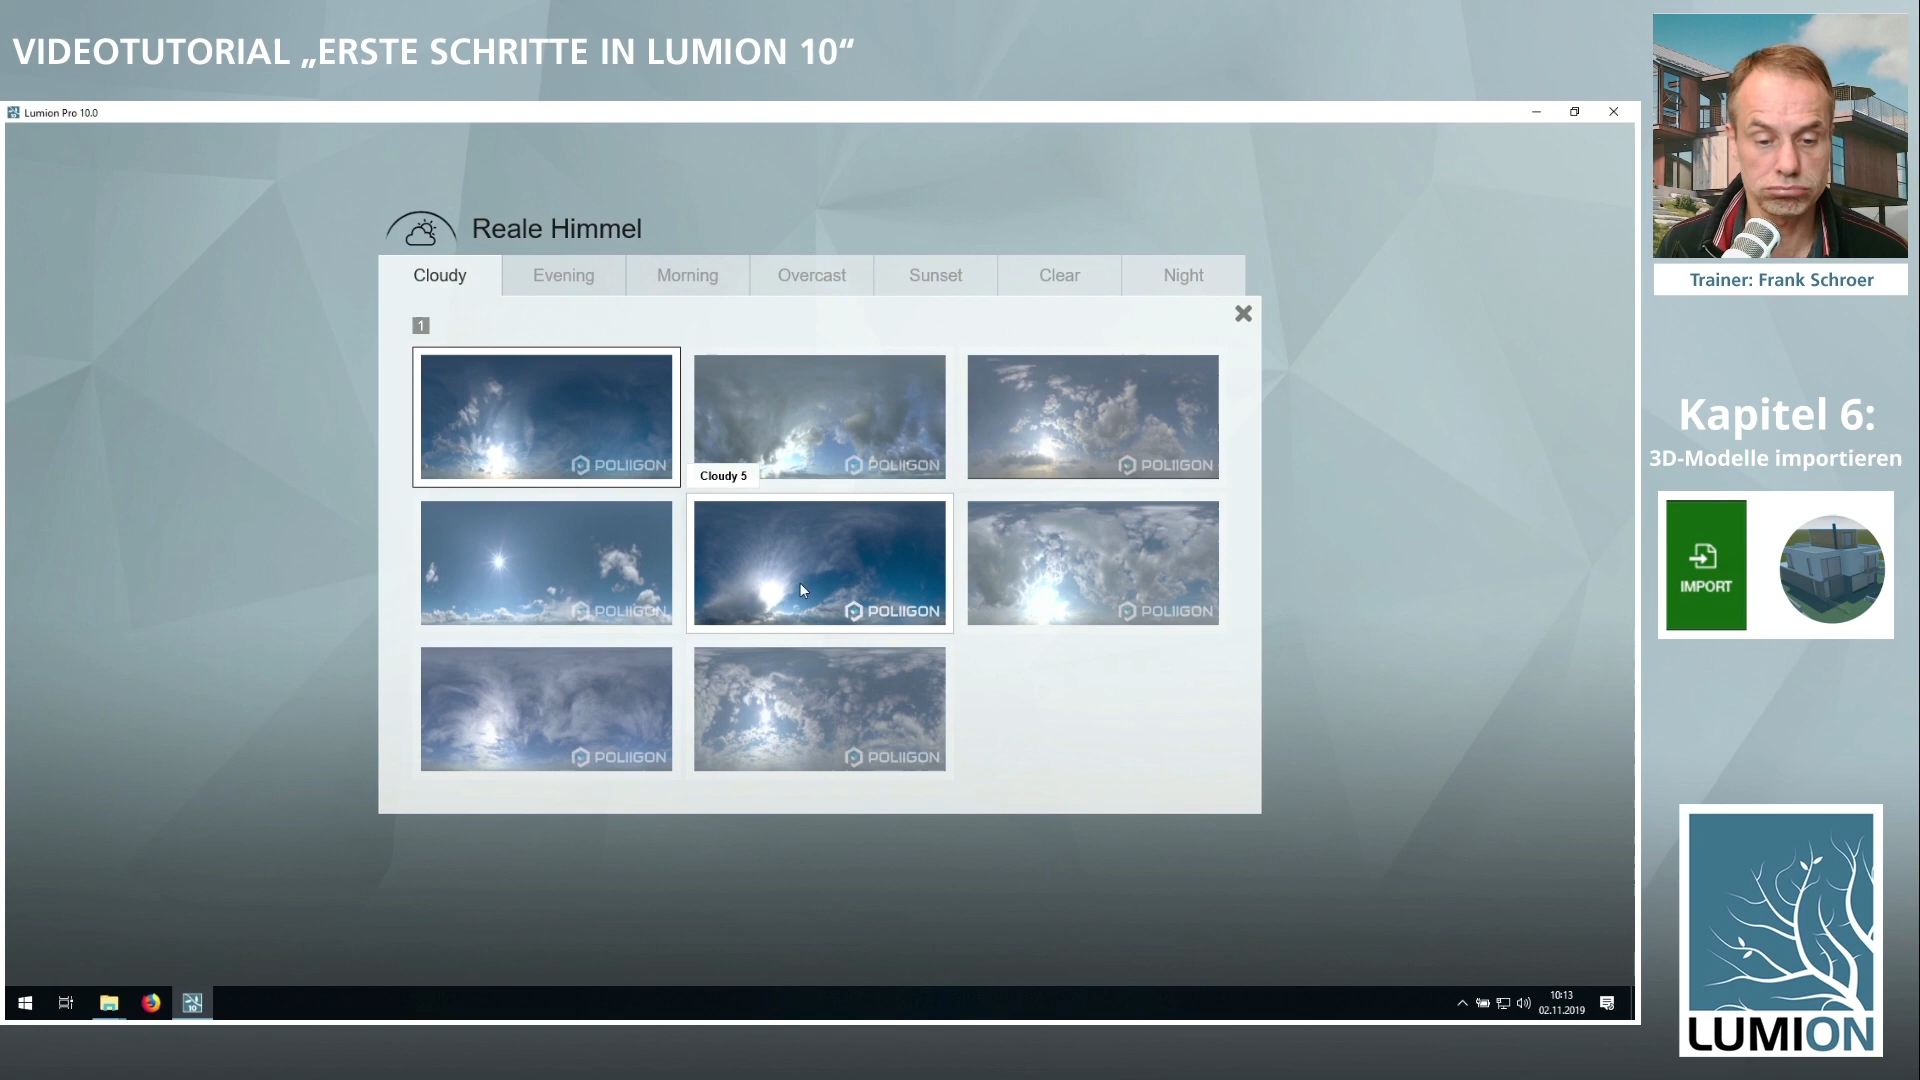 VIDEOTUTORIAL „ERSTE SCHRITTE IN LUMION 10“
Lumion Pro 10.0
Reale Himmel
Cloudy
Evening
Morning
Overcast
Sunset
Clear
Night
1
POLIIGON
POLIIGON
POLIIGON
Cloudy 5
POLIIGON
POLIIGON
POLIIGON
POLIIGON
POLIIGON
10
10:13
02.11.2019
Trainer: Frank Schroer
Kapitel 6:
3D-Modelle importieren
IMPORT
LUMION